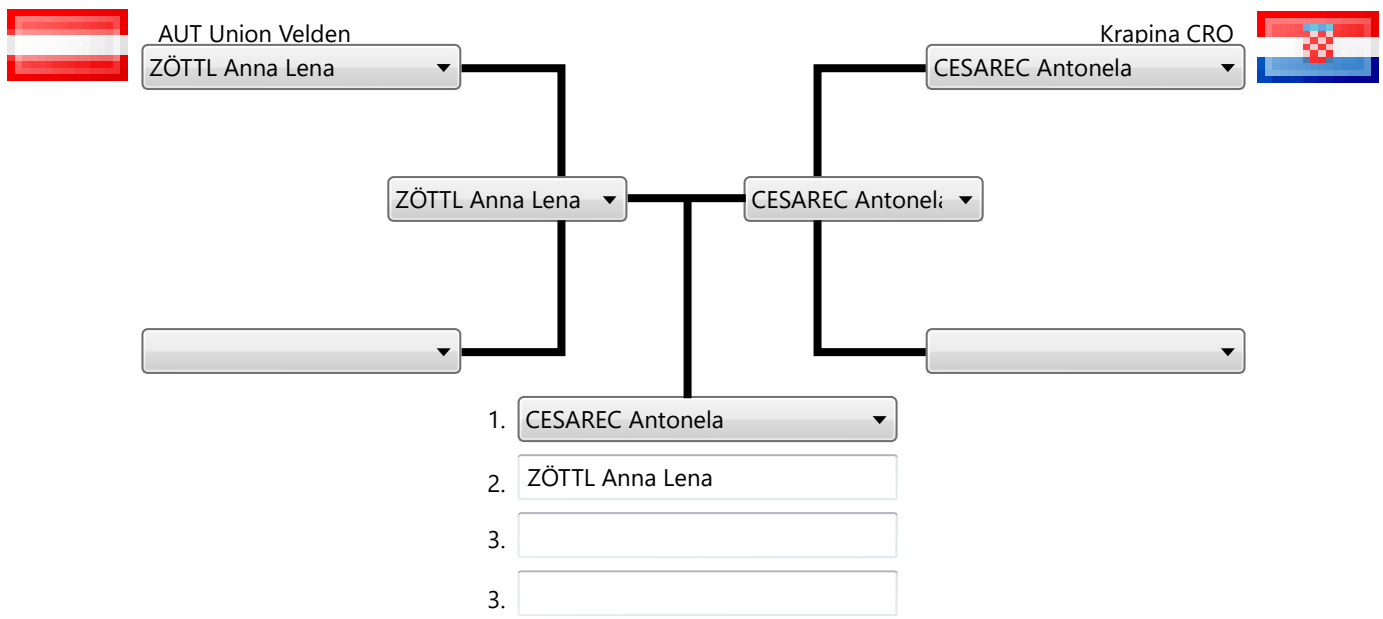 AUT Union Velden
Krapina CRO
ZÖTTL Anna Lena
CESAREC Antonela
ZÖTTL Anna Lena
CESAREC Antonela
1. CESAREC Antonela
2. ZÖTTL Anna Lena
3.
3.